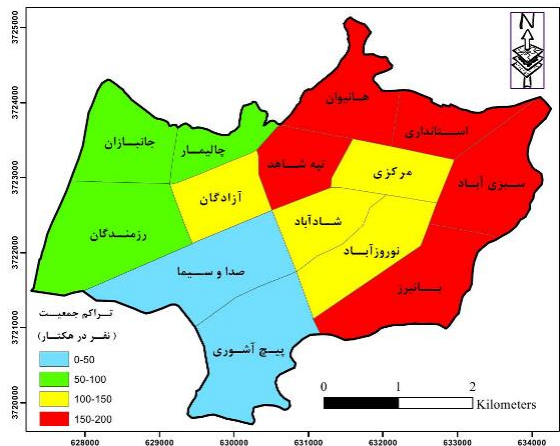 3725000
3724000
3723000
3722000
3721000
3720000
N
هانیوان
استانداری
جانبازان
چالیمار
تپه شاهد
مرکزی
سبزی آباد
آزادگان
شادآباد
رزمندگان
نوروزآباد
صدا و سیما
بانبرز
پیچ آشوری
تراکم جمعیت
(نفر در هکتار)
0-50
50-100
100-150
150-200
0 1 2
Kilometers
628000 629000 630000 631000 632000 633000 634000